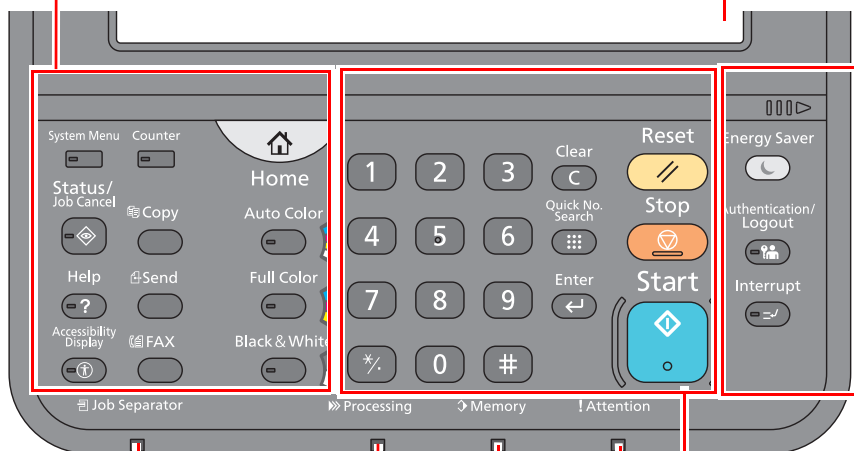 System Menu
Counter
Status/
Job Cancel
Home
Copy
Auto Color
Help
Send
Full Color
?
Accessibility
Display
FAX
Black & White
1
2
3
Clear
C
Reset
4
5
6
Quick No.
Search
Stop
7
8
9
Enter
Start
*/.
0
#
Energy Saver
Authentication/
Logout
Interrupt
Job Separator
Processing
Memory
! Attention